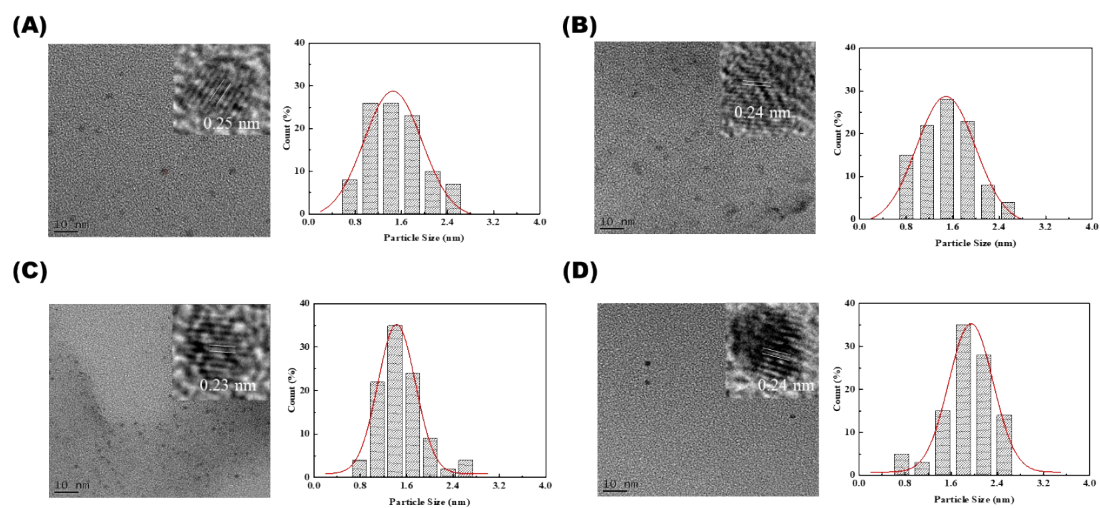 (A)
0.25 nm
10 nm
Count (%)
40
30
20
10
0
0.0 0.8 1.6 2.4 3.2 4.0
Particle Size (nm)
(B)
0.24 nm
10 nm
Count (%)
40
30
20
10
0
0.0 0.8 1.6 2.4 3.2 4.0
Particle Size (nm)
(C)
0.23 nm
10 nm
Count (%)
40
30
20
10
0
0.0 0.8 1.6 2.4 3.2 4.0
Particle Size (nm)
(D)
0.24 nm
10 nm
Count (%)
40
30
20
10
0
0.0 0.8 1.6 2.4 3.2 4.0
Particle Size (nm)